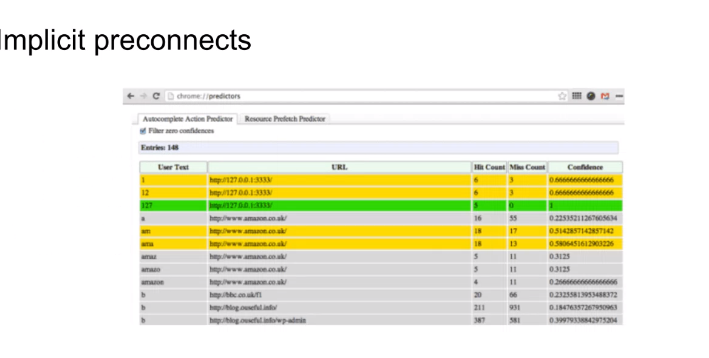 Implicit preconnects
chrome://predictors
Autocomplete Action Predictor Resource Prefetch Predictor
Filter zero confidences
Entries: 148
User Text URL Hit Count Miss Count Confidence
1 http://127.0.0.1:3333/ 6 3 0.6666666666666666
12 http://127.0.0.1:3333/ 6 3 0.6666666666666666
127 http://127.0.0.1:3333/ 5 0 1
a http://www.amazon.co.uk/ 16 55 0.22535211267605634
am http://www.amazon.co.uk/ 18 17 0.5142857142857142
ama http://www.amazon.co.uk/ 18 13 0.5806451612903226
amaz http://www.amazon.co.uk/ 5 11 0.3125
amazo http://www.amazon.co.uk/ 5 11 0.3125
amazon http://www.amazon.co.uk/ 4 11 0.26666666666666666
b http://bbc.co.uk/f1 20 66 0.23255813953488372
b http://blog.ouseful.info/ 211 931 0.18476357267950963
b http://blog.ouseful.info/wp-admin 387 581 0.39979338842975204